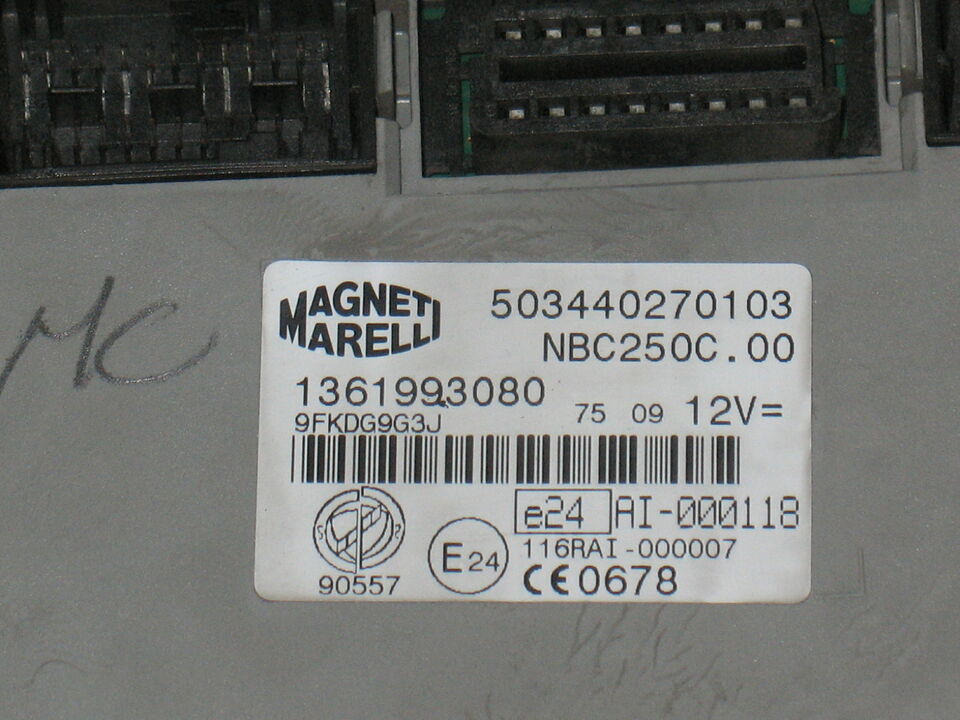 MC
MAGNETI MARELLI
503440270103
NBC250C.00
1361993080
75 09 12V=
9FKDG9G3J
e24 AI-000118
116RAI-000007
90557
E24
CE0678